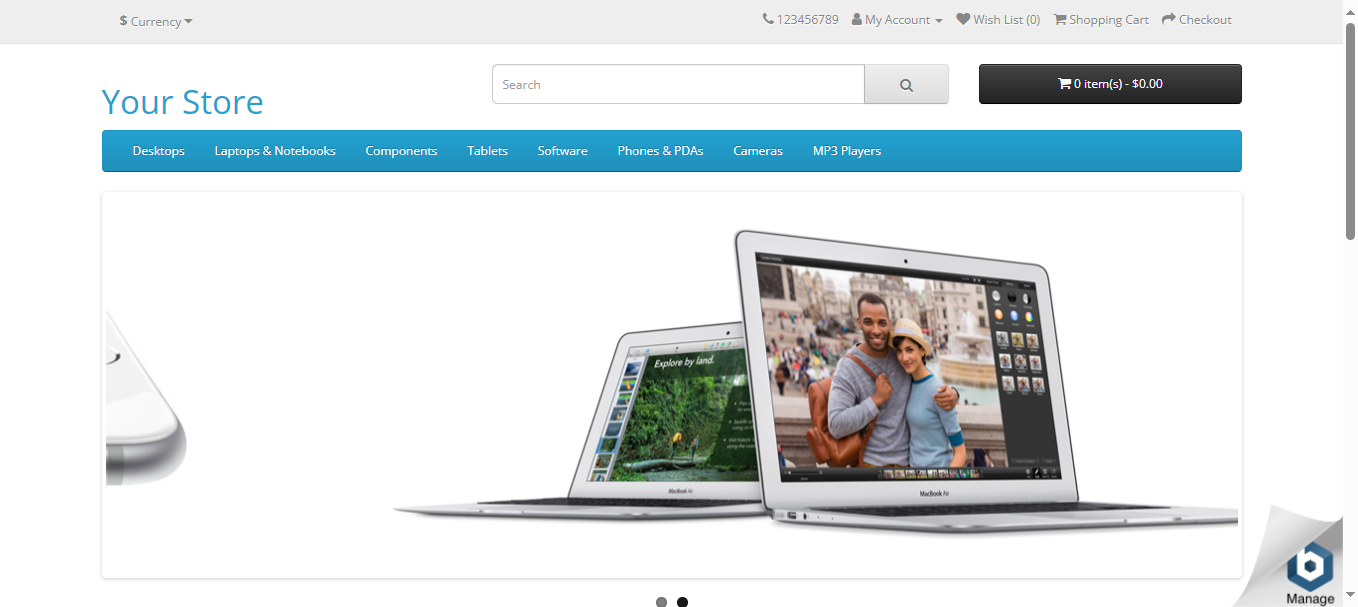 $ Currency
123456789 My Account Wish List (0) Shopping Cart Checkout
Your Store
Search
0 item(s) - $0.00
Desktops Laptops & Notebooks Components Tablets Software Phones & PDAs Cameras MP3 Players
Explore by land.
MacBook Air
MacBook Air
b
Manage